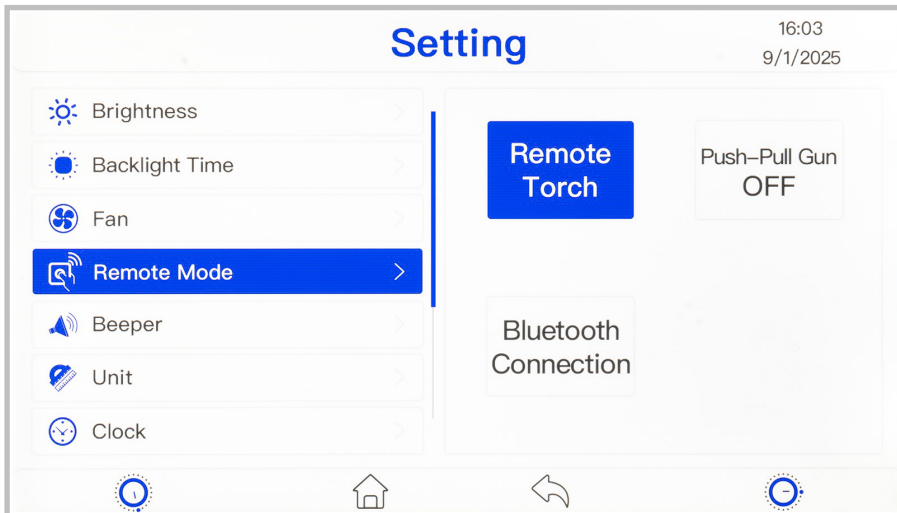 Setting
16:03
9/1/2025
Brightness
Backlight Time
Fan
Remote Mode
Beeper
Unit
Clock
Remote
Torch
Push-Pull Gun
OFF
Bluetooth
Connection